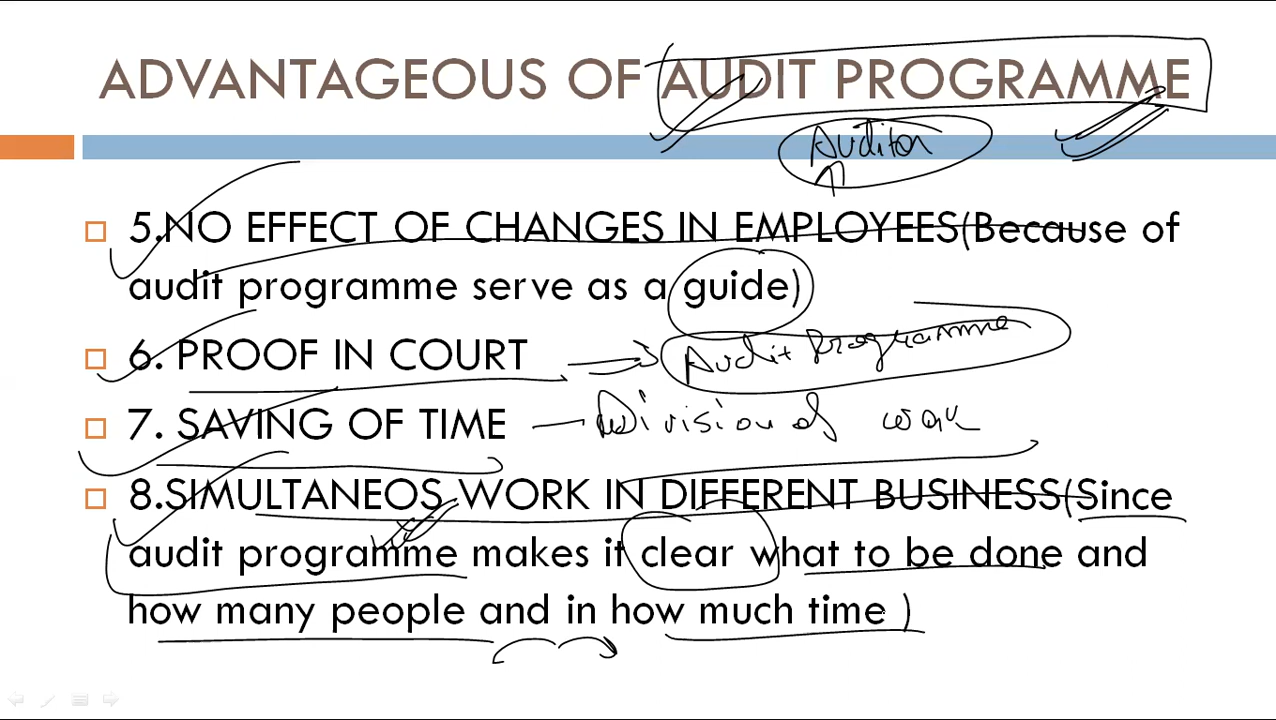 ADVANTAGEOUS OF AUDIT PROGRAMME
Auditor
5.NO EFFECT OF CHANGES IN EMPLOYEES(Because of
audit programme serve as a guide)
6. PROOF IN COURT Audit Programme
7. SAVING OF TIME – Division of work
8.SIMULTANEOS WORK IN DIFFERENT BUSINESS(Since
audit programme makes it clear what to be done and
how many people and in how much time )